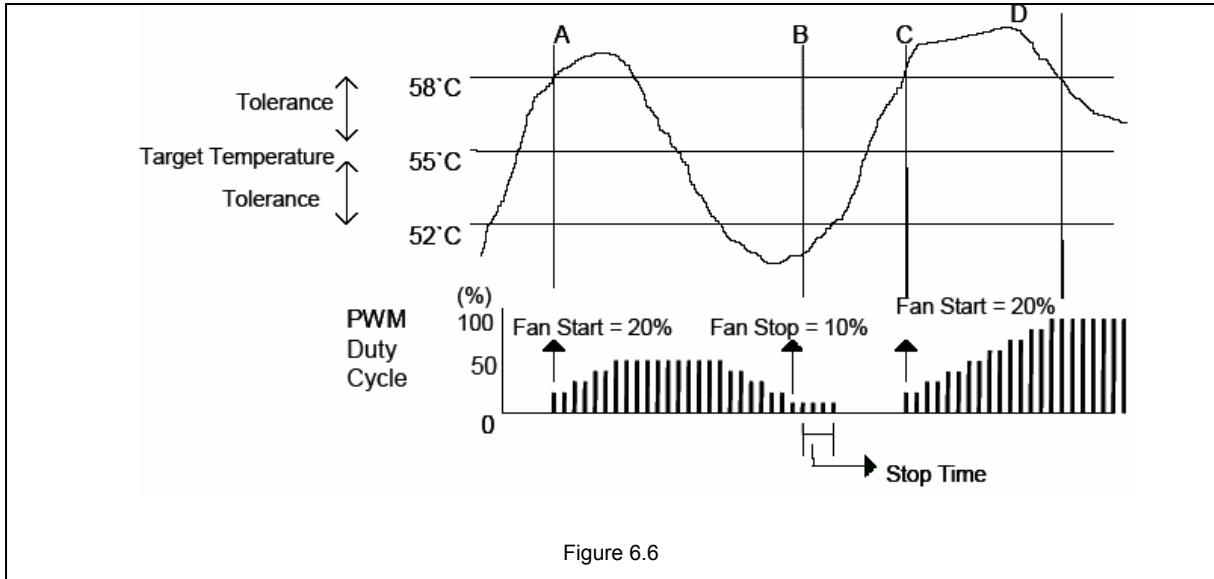 A
B
C
D
58`C
Tolerance
Target Temperature
55`C
Tolerance
52`C
(%)
PWM
Duty
Cycle
100
50
0
Fan Start = 20%
Fan Stop = 10%
Fan Start = 20%
Stop Time
Figure 6.6